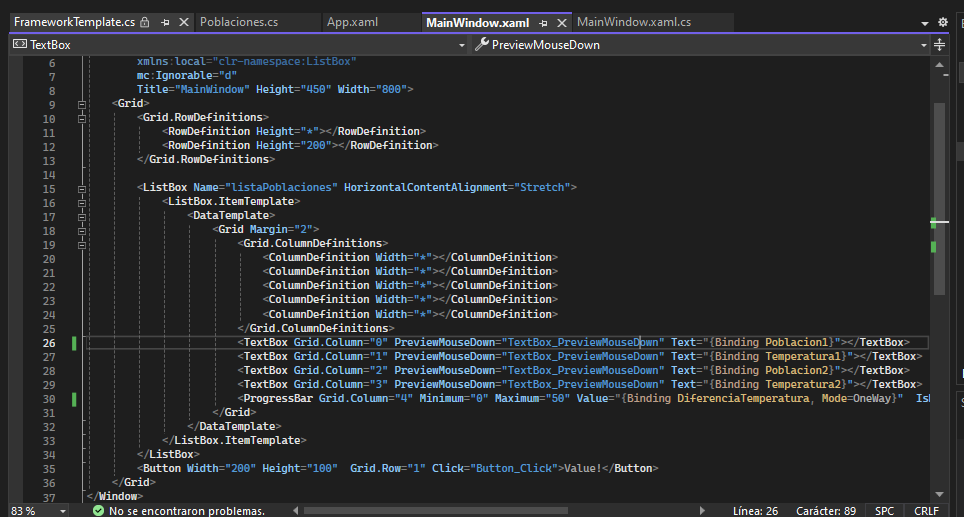 FrameworkTemplate.cs Poblaciones.cs App.xaml MainWindow.xaml MainWindow.xaml.cs
TextBox PreviewMouseDown
6 xmlns:local="clr-namespace:ListBox"
7 mc:Ignorable="d"
8 Title="MainWindow" Height="450" Width="800">
9 <Grid>
10 <Grid.RowDefinitions>
11 <RowDefinition Height="*"></RowDefinition>
12 <RowDefinition Height="200"></RowDefinition>
13 </Grid.RowDefinitions>
14
15 <ListBox Name="listaPoblaciones" HorizontalContentAlignment="Stretch">
16 <ListBox.ItemTemplate>
17 <DataTemplate>
18 <Grid Margin="2">
19 <Grid.ColumnDefinitions>
20 <ColumnDefinition Width="*"></ColumnDefinition>
21 <ColumnDefinition Width="*"></ColumnDefinition>
22 <ColumnDefinition Width="*"></ColumnDefinition>
23 <ColumnDefinition Width="*"></ColumnDefinition>
24 <ColumnDefinition Width="*"></ColumnDefinition>
25 </Grid.ColumnDefinitions>
26 <TextBox Grid.Column="0" PreviewMouseDown="TextBox_PreviewMouseDown" Text="{Binding Poblacion1}"></TextBox>
27 <TextBox Grid.Column="1" PreviewMouseDown="TextBox_PreviewMouseDown" Text="{Binding Temperatura1}"></TextBox>
28 <TextBox Grid.Column="2" PreviewMouseDown="TextBox_PreviewMouseDown" Text="{Binding Poblacion2}"></TextBox>
29 <TextBox Grid.Column="3" PreviewMouseDown="TextBox_PreviewMouseDown" Text="{Binding Temperatura2}"></TextBox>
30 <ProgressBar Grid.Column="4" Minimum="0" Maximum="50" Value="{Binding DiferenciaTemperatura, Mode=OneWay}" Is
31 </Grid>
32 </DataTemplate>
33 </ListBox.ItemTemplate>
34 </ListBox>
35 <Button Width="200" Height="100" Grid.Row="1" Click="Button_Click">Value!</Button>
36 </Grid>
37 </Window>
83 % No se encontraron problemas. Línea: 26 Carácter: 89 SPC CRLF